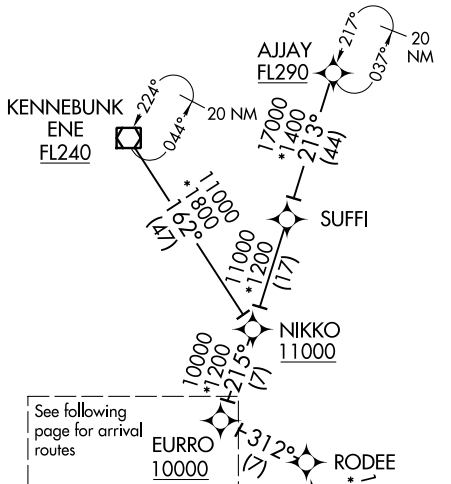 AJJAY
FL290
217°
037°
20
NM
KENNEBUNK
ENE
FL240
224°
044°
20 NM
17000
*1400
213°
(44)
11000
*1800
162°
(47)
SUFFI
11000
*1200
(17)
NIKKO
11000
10000
*1200
215°
(7)
See following
page for arrival
routes
EURRO
10000
312°
(7)
RODEE
*